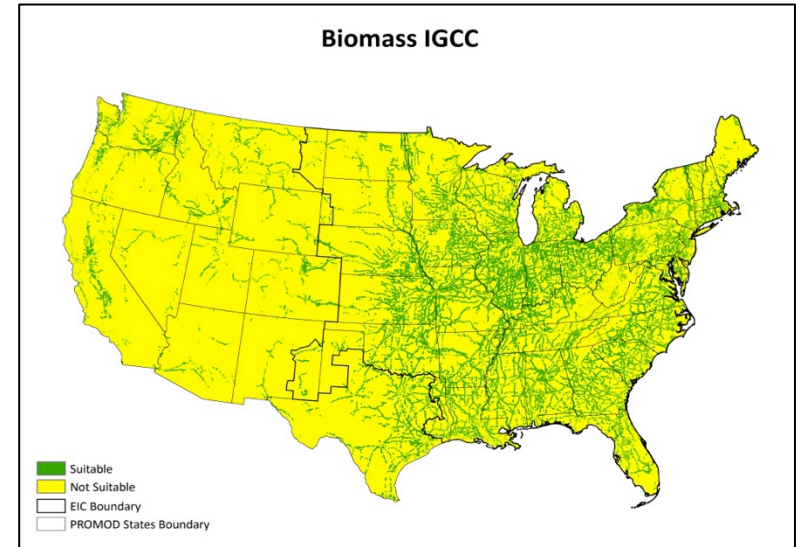 Biomass IGCC
Suitable
Not Suitable
EIC Boundary
PROMOD States Boundary